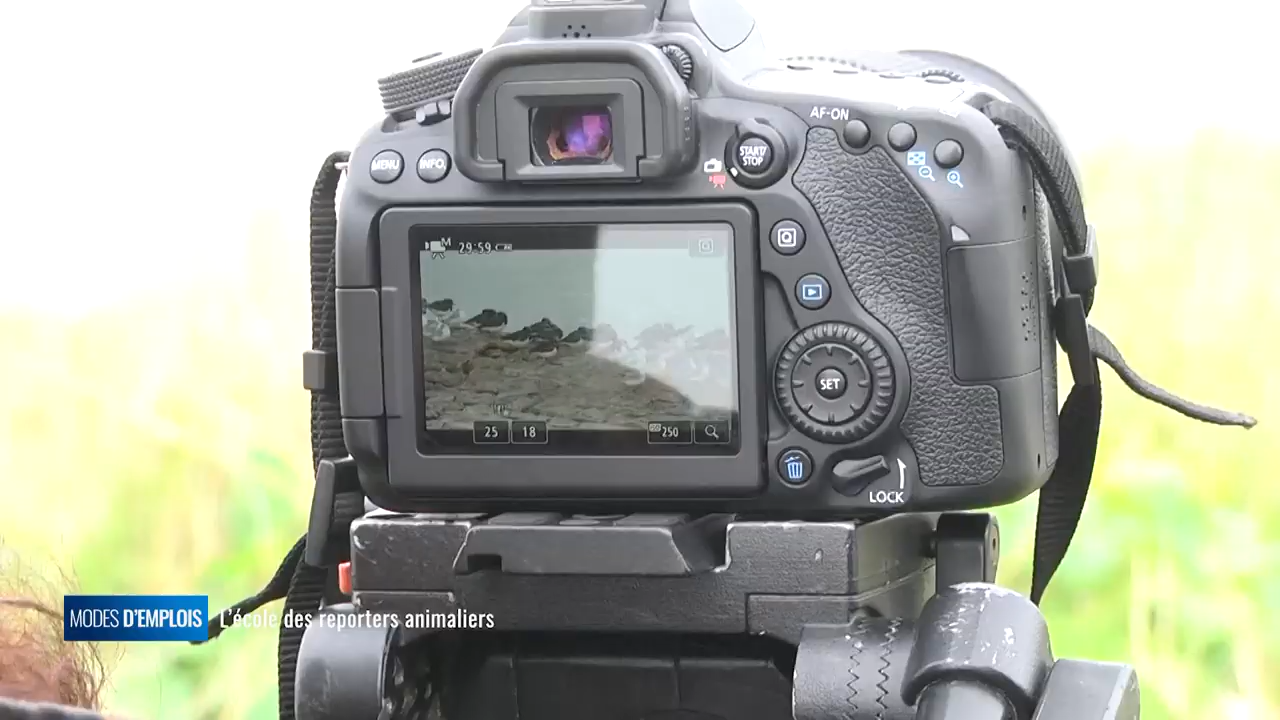 AF-ON
MENU
INFO.
START/
STOP
Q
M 29:59
SET
25 18
ISO 250
LOCK
MODES D'EMPLOIS L'école des reporters animaliers